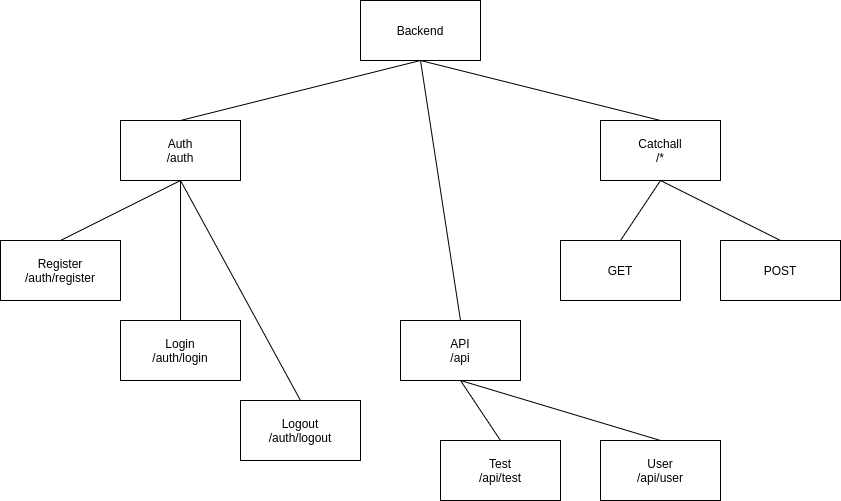 Backend
Auth
/auth
Catchall
/*
Register
/auth/register
GET
POST
Login
/auth/login
API
/api
Logout
/auth/logout
Test
/api/test
User
/api/user